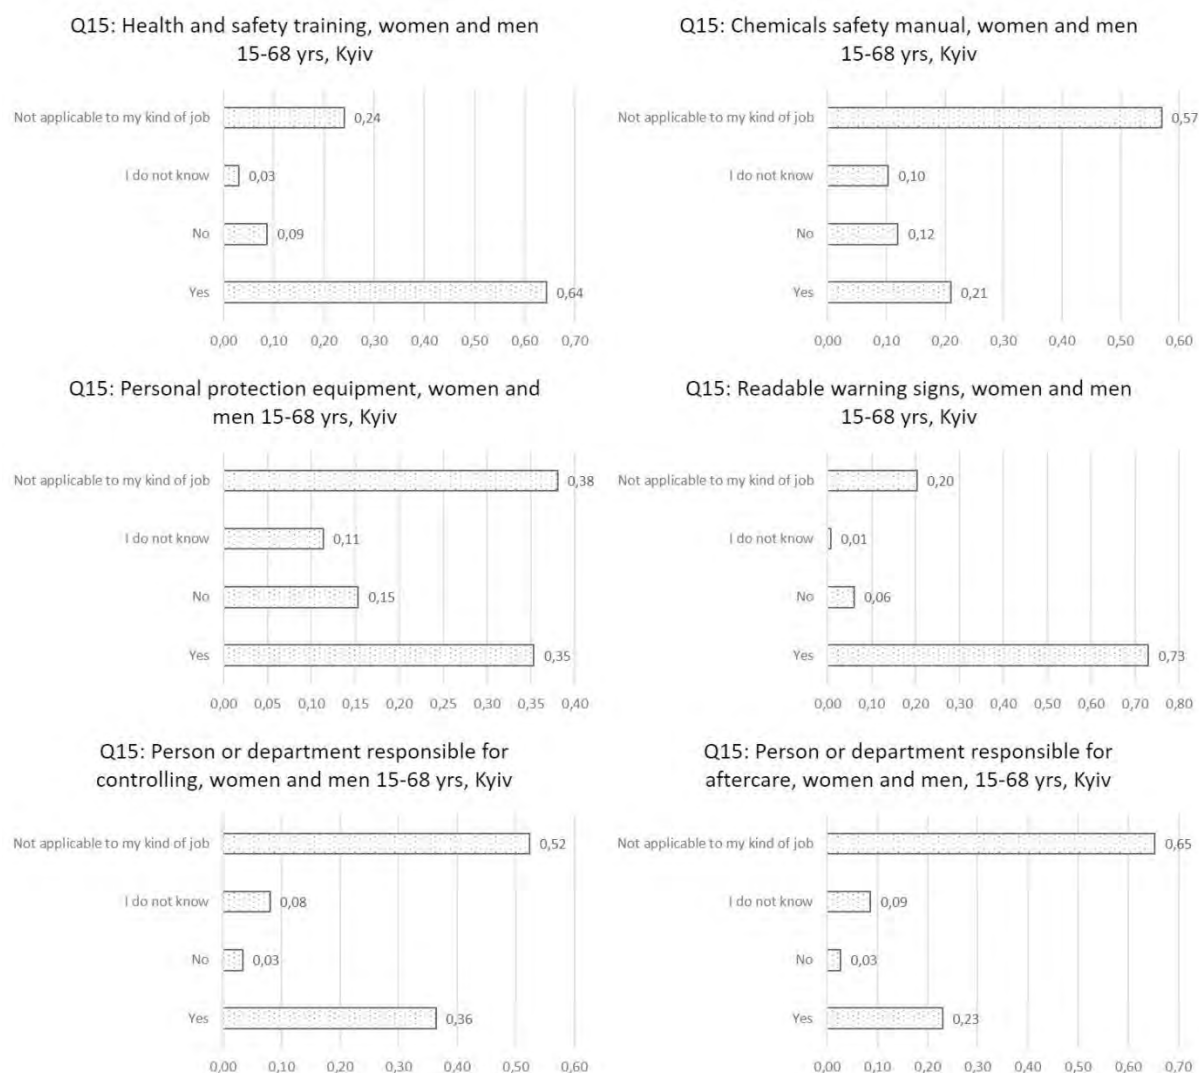 Q15: Health and safety training, women and men
15-68 yrs, Kyiv
Not applicable to my kind of job
0,24
I do not know
0,03
No
0,09
Yes
0,64
0,00 0,10 0,20 0,30 0,40 0,50 0,60 0,70
Q15: Chemicals safety manual, women and men
15-68 yrs, Kyiv
Not applicable to my kind of job
0,57
I do not know
0,10
No
0,12
Yes
0,21
0,00 0,10 0,20 0,30 0,40 0,50 0,60
Q15: Personal protection equipment, women and
men 15-68 yrs, Kyiv
Not applicable to my kind of job
0,38
I do not know
0,11
No
0,15
Yes
0,35
0,00 0,05 0,10 0,15 0,20 0,25 0,30 0,35 0,40
Q15: Readable warning signs, women and men
15-68 yrs, Kyiv
Not applicable to my kind of job
0,20
I do not know
0,01
No
0,06
Yes
0,73
0,00 0,10 0,20 0,30 0,40 0,50 0,60 0,70 0,80
Q15: Person or department responsible for
controlling, women and men 15-68 yrs, Kyiv
Not applicable to my kind of job
0,52
I do not know
0,08
No
0,03
Yes
0,36
0,00 0,10 0,20 0,30 0,40 0,50 0,60
Q15: Person or department responsible for
aftercare, women and men, 15-68 yrs, Kyiv
Not applicable to my kind of job
0,65
I do not know
0,09
No
0,03
Yes
0,23
0,00 0,10 0,20 0,30 0,40 0,50 0,60 0,70